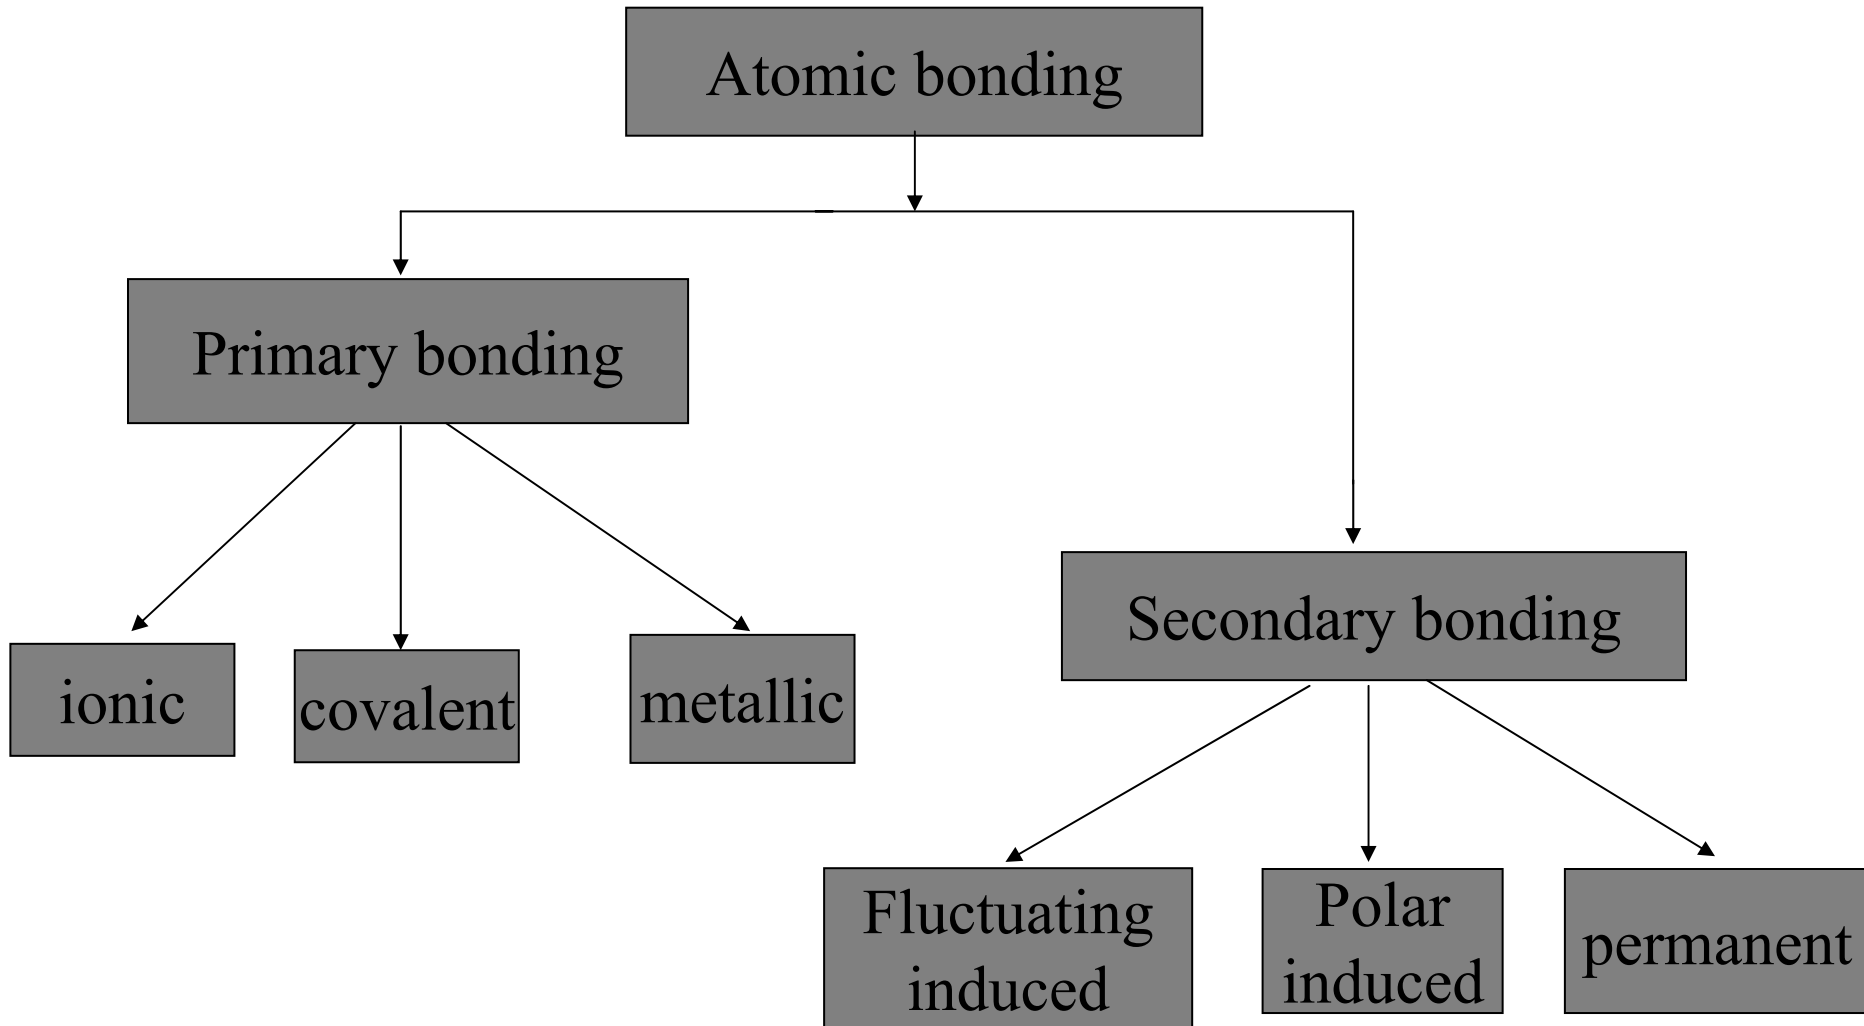 Atomic bonding
Primary bonding
ionic
covalent
metallic
Secondary bonding
Fluctuating
induced
Polar
induced
permanent